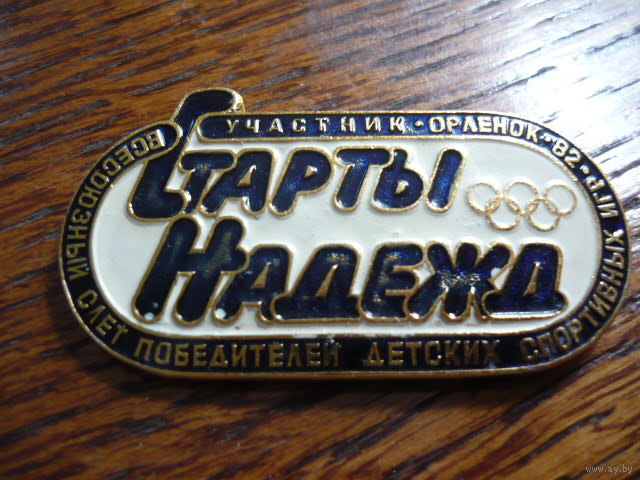 УЧАСТНИК · ОРЛЕНОК-"82 ·
СТАРТЫ
НАДЕЖД
ВСЕСОЮЗНЫЙ СЛЕТ ПОБЕДИТЕЛЕЙ ДЕТСКИХ СПОРТИВНЫХ ИГР
www.ay.by